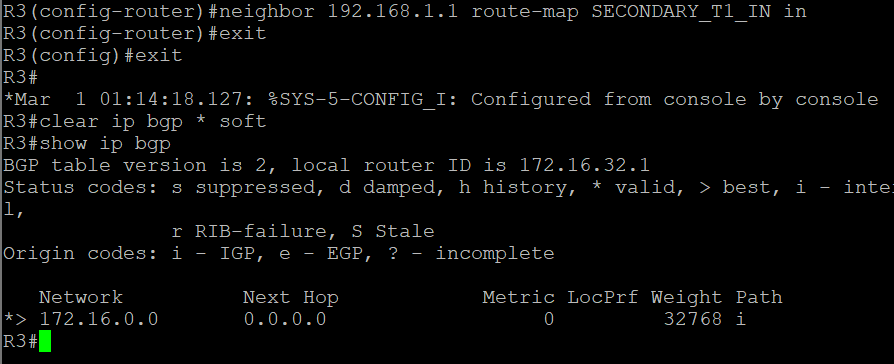 R3(config-router)#neighbor 192.168.1.1 route-map SECONDARY_T1_IN in
R3(config-router)#exit
R3(config)#exit
R3#
*Mar  1 01:14:18.127: %SYS-5-CONFIG_I: Configured from console by console
R3#clear ip bgp * soft
R3#show ip bgp
BGP table version is 2, local router ID is 172.16.32.1
Status codes: s suppressed, d damped, h history, * valid, > best, i - inte
l,
              r RIB-failure, S Stale
Origin codes: i - IGP, e - EGP, ? - incomplete
   Network          Next Hop            Metric LocPrf Weight Path
*> 172.16.0.0       0.0.0.0                  0         32768 i
R3#